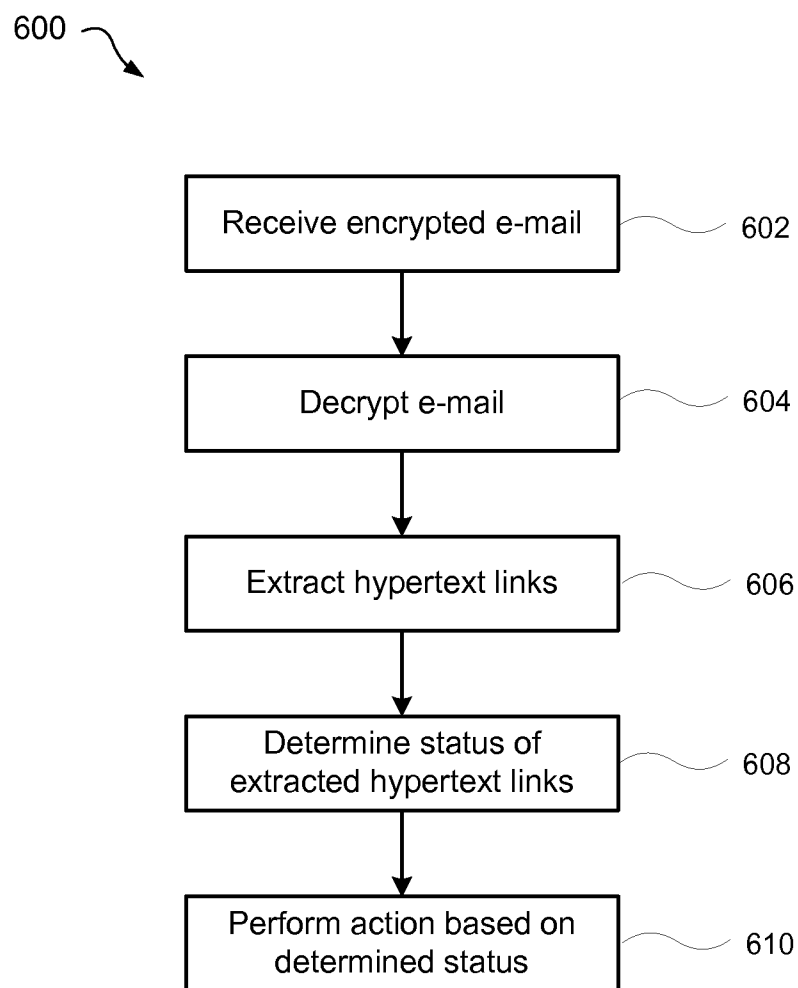 600
Receive encrypted e-mail
602
Decrypt e-mail
604
Extract hypertext links
606
Determine status of
extracted hypertext links
608
Perform action based on
determined status
610